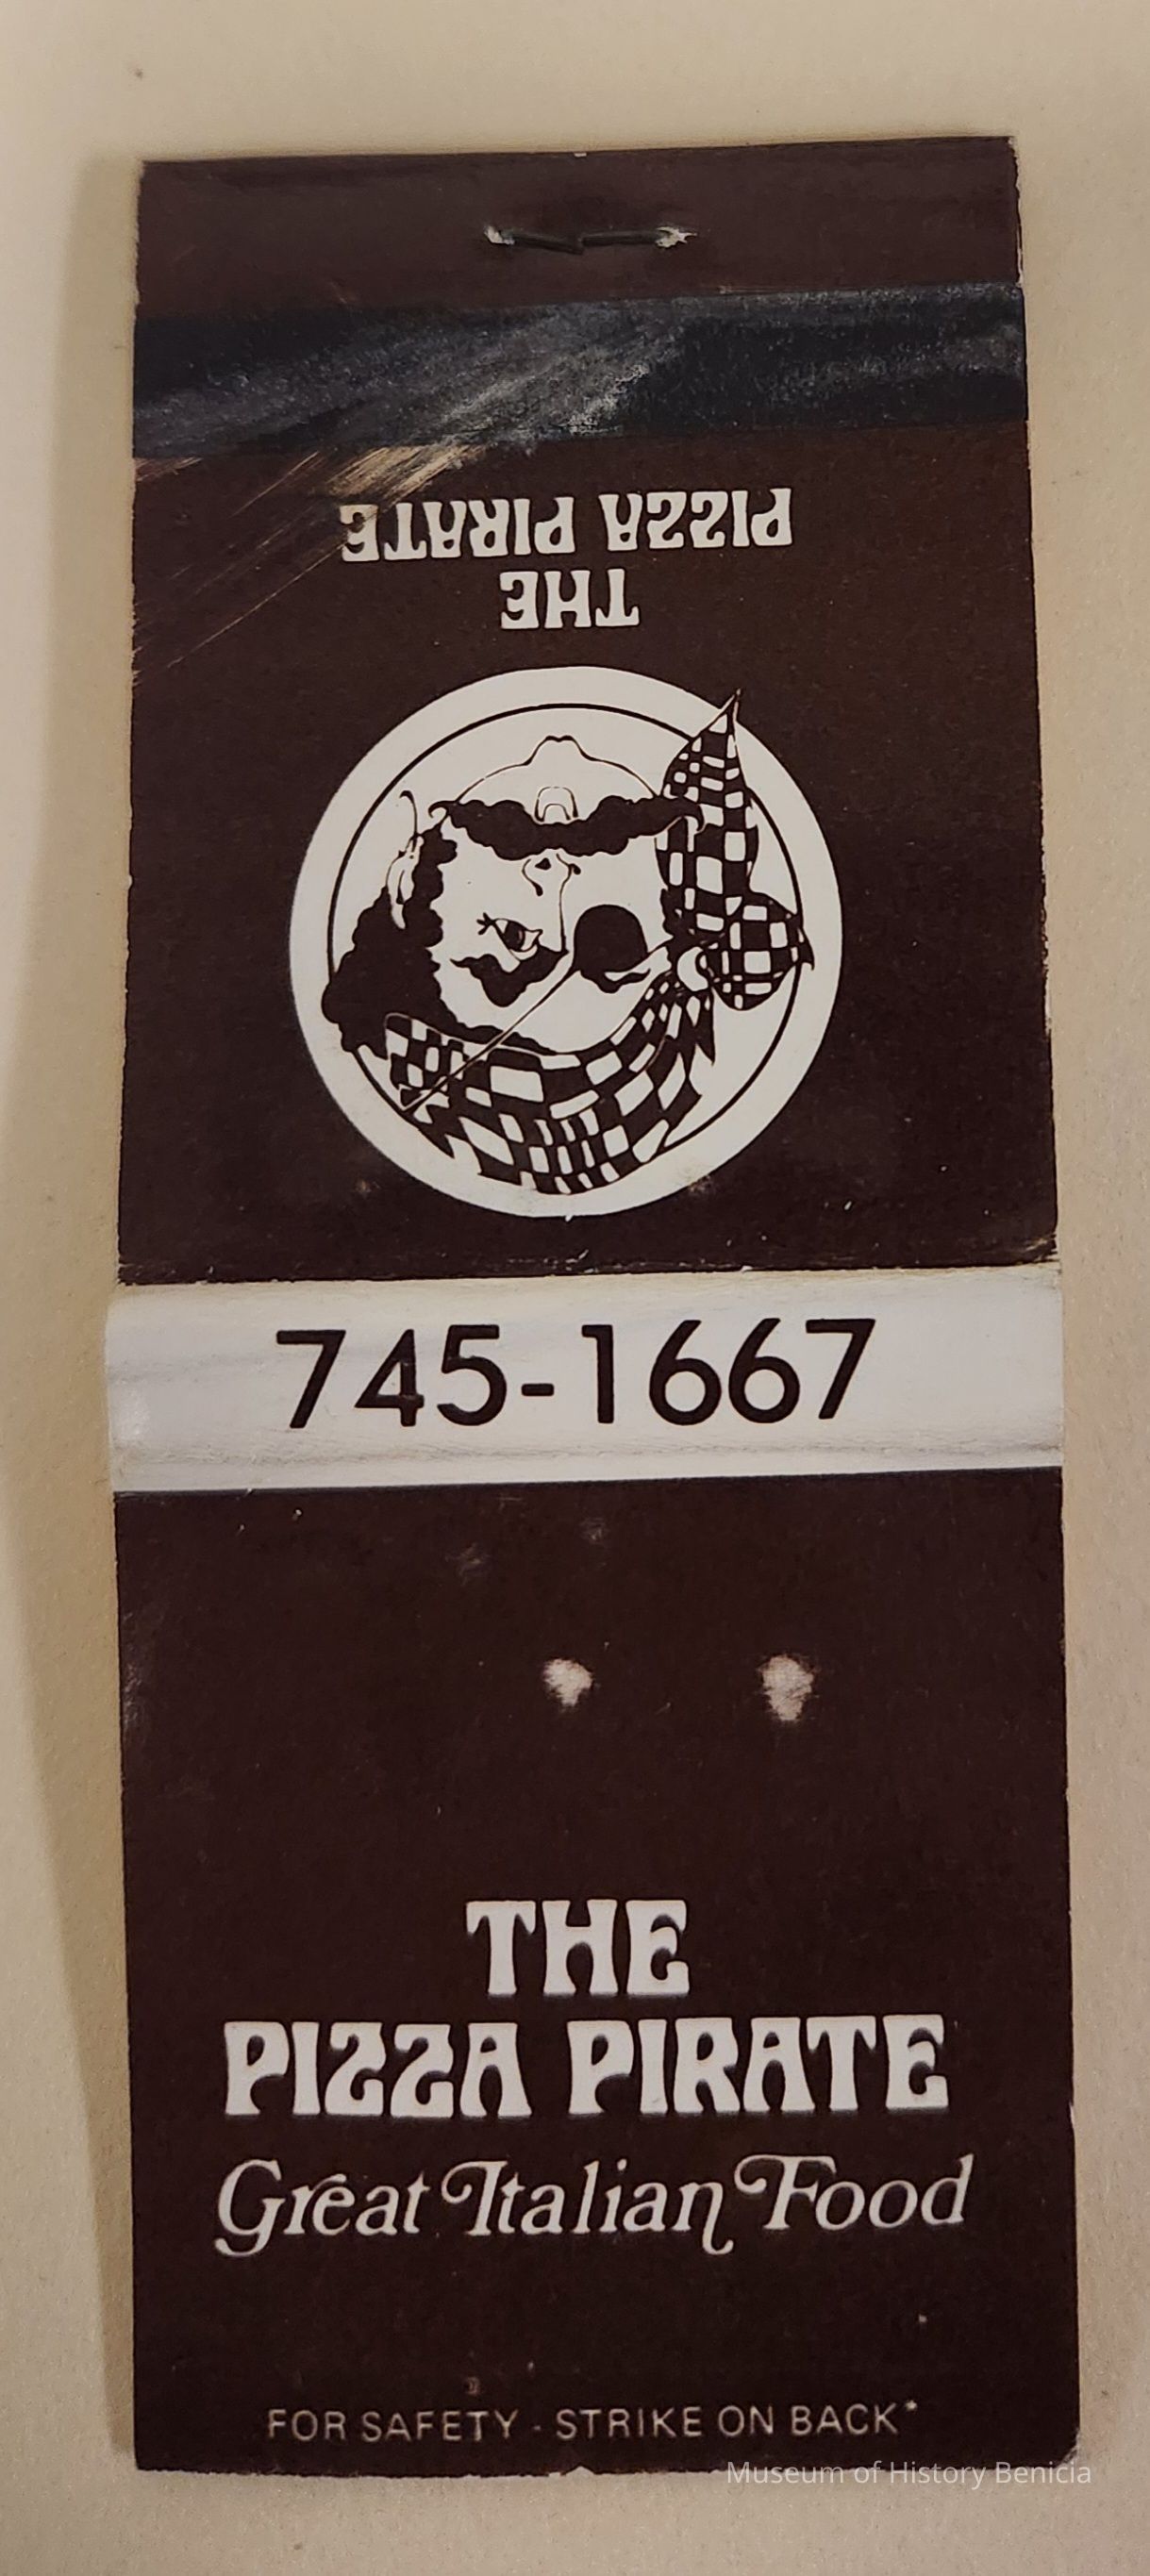 THE
PIZZA PIRATE
745-1667
THE
PIZZA PIRATE
Great Italian Food
FOR SAFETY - STRIKE ON BACK*
Museum of History Benicia